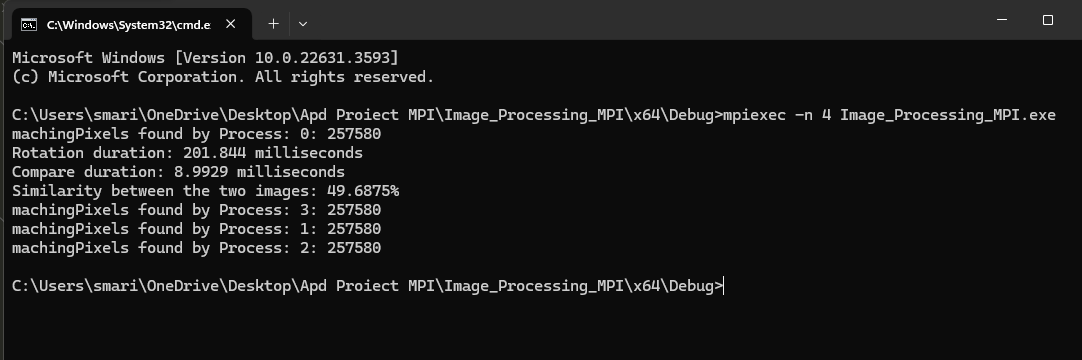 C:\Windows\System32\cmd.e
Microsoft Windows [Version 10.0.22631.3593]
(c) Microsoft Corporation. All rights reserved.
C:\Users\smari\OneDrive\Desktop\Apd Proiect MPI\Image_Processing_MPI\x64\Debug>mpiexec -n 4 Image_Processing_MPI.exe
machingPixels found by Process: 0: 257580
Rotation duration: 201.844 milliseconds
Compare duration: 8.9929 milliseconds
Similarity between the two images: 49.6875%
machingPixels found by Process: 3: 257580
machingPixels found by Process: 1: 257580
machingPixels found by Process: 2: 257580
C:\Users\smari\OneDrive\Desktop\Apd Proiect MPI\Image_Processing_MPI\x64\Debug>